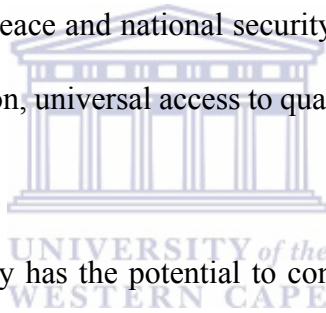 eace and national security
on, universal access to qua
UNIVERSITY of the
y has the potential to con
WESTERN CAPE